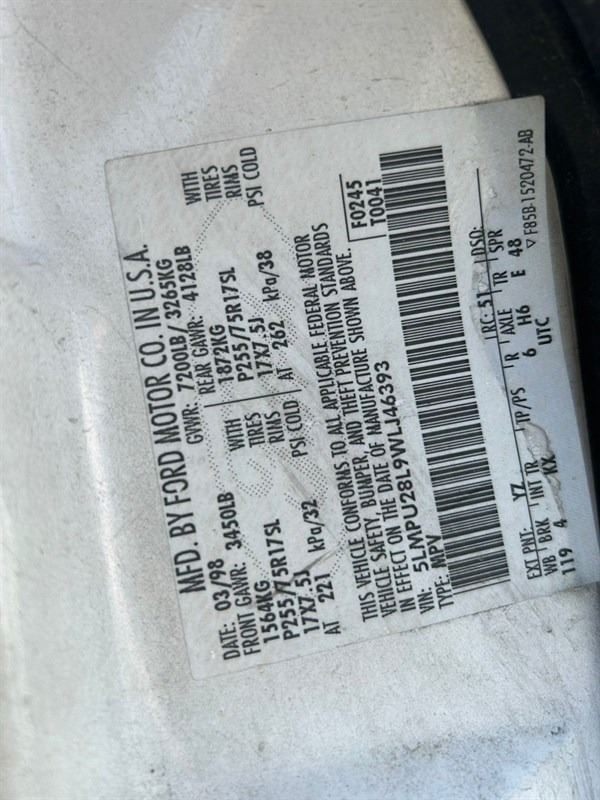 MFD. BY FORD MOTOR CO. IN U.S.A.
DATE: 03/98 GVWR: 7200LB/ 3265KG
FRONT GAWR: 3450LB REAR GAWR: 4128LB
1564KG WITH 1872KG WITH
P255/75R17SL TIRES P255/75R17SL TIRES
17X7.5J RIMS 17X7.5J RIMS
AT 221 kPa/32 PSI COLD AT 262 kPa/38 PSI COLD
THIS VEHICLE CONFORMS TO ALL APPLICABLE FEDERAL MOTOR
VEHICLE SAFETY, BUMPER, AND THEFT PREVENTION STANDARDS
IN EFFECT ON THE DATE OF MANUFACTURE SHOWN ABOVE.
VIN: 5LMPU28L9WLJ46393 F0245
TYPE: MPV T0041
EXT PNT: YZ RC: 51 DSO:
WB BRK INT TR TP/PS R AXLE TR SPR
119 4 KK 6 H6 E 48
UTC
▽ F85B-1520472-AB